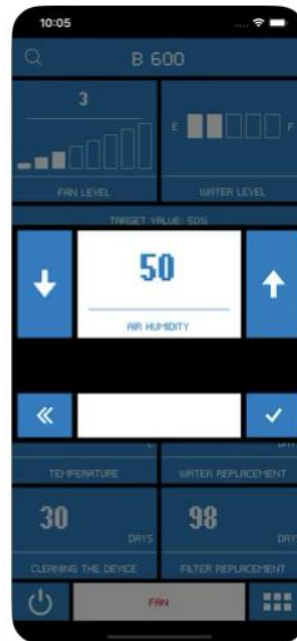 10:05
B 600
3
E
F
FAN LEVEL
WATER LEVEL
TARGET VALUE: 50%
50
AIR HUMIDITY
TEMPERATURE
WATER REPLACEMENT
30
DAYS
98
CLEANING THE DEVICE
FILTER REPLACEMENT
FAN